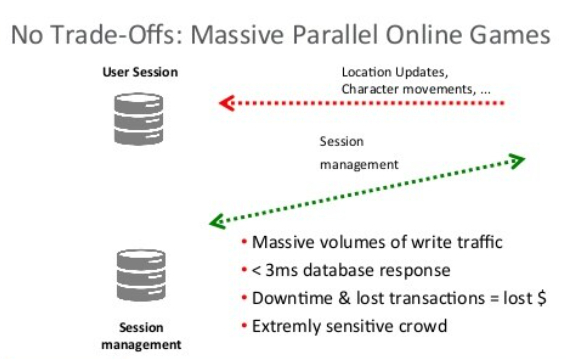 No Trade-Offs: Massive Parallel Online Games
User Session
Location Updates,
Character movements, ...
Session
management
• Massive volumes of write traffic
• < 3ms database response
• Downtime & lost transactions = lost $
• Extremly sensitive crowd
Session
management